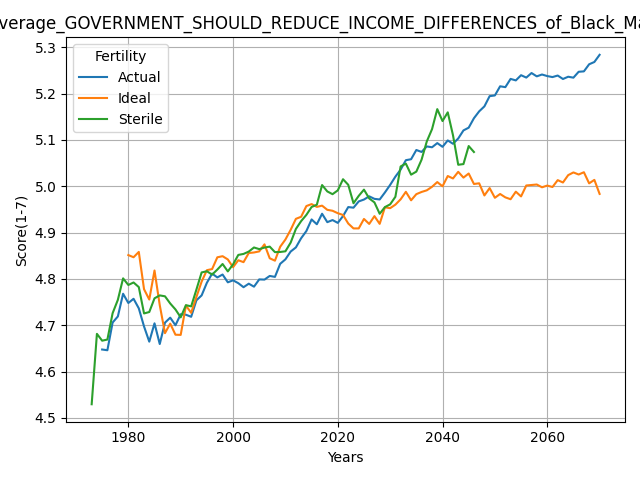 verage_GOVERNMENT_SHOULD_REDUCE_INCOME_DIFFERENCES_of_Black_Ma
Fertility
Actual
Ideal
Sterile
Score(1-7)
5.3
5.2
5.1
5.0
4.9
4.8
4.7
4.6
4.5
1980
2000
2020
2040
2060
Years